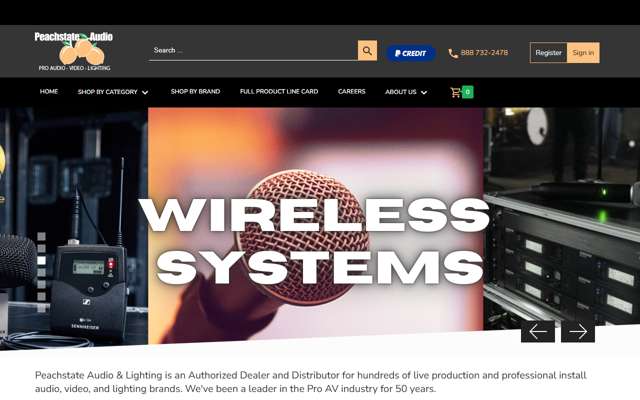 Peachstate Audio
PRO AUDIO - VIDEO - LIGHTING
Search ...
CREDIT
888 732-2478
Register
Sign in
HOME
SHOP BY CATEGORY
SHOP BY BRAND
FULL PRODUCT LINE CARD
CAREERS
ABOUT US
0
WIRELESS
SYSTEMS
SENNHEISER
Peachstate Audio & Lighting is an Authorized Dealer and Distributor for hundreds of live production and professional install
audio, video, and lighting brands. We've been a leader in the Pro AV industry for 50 years.